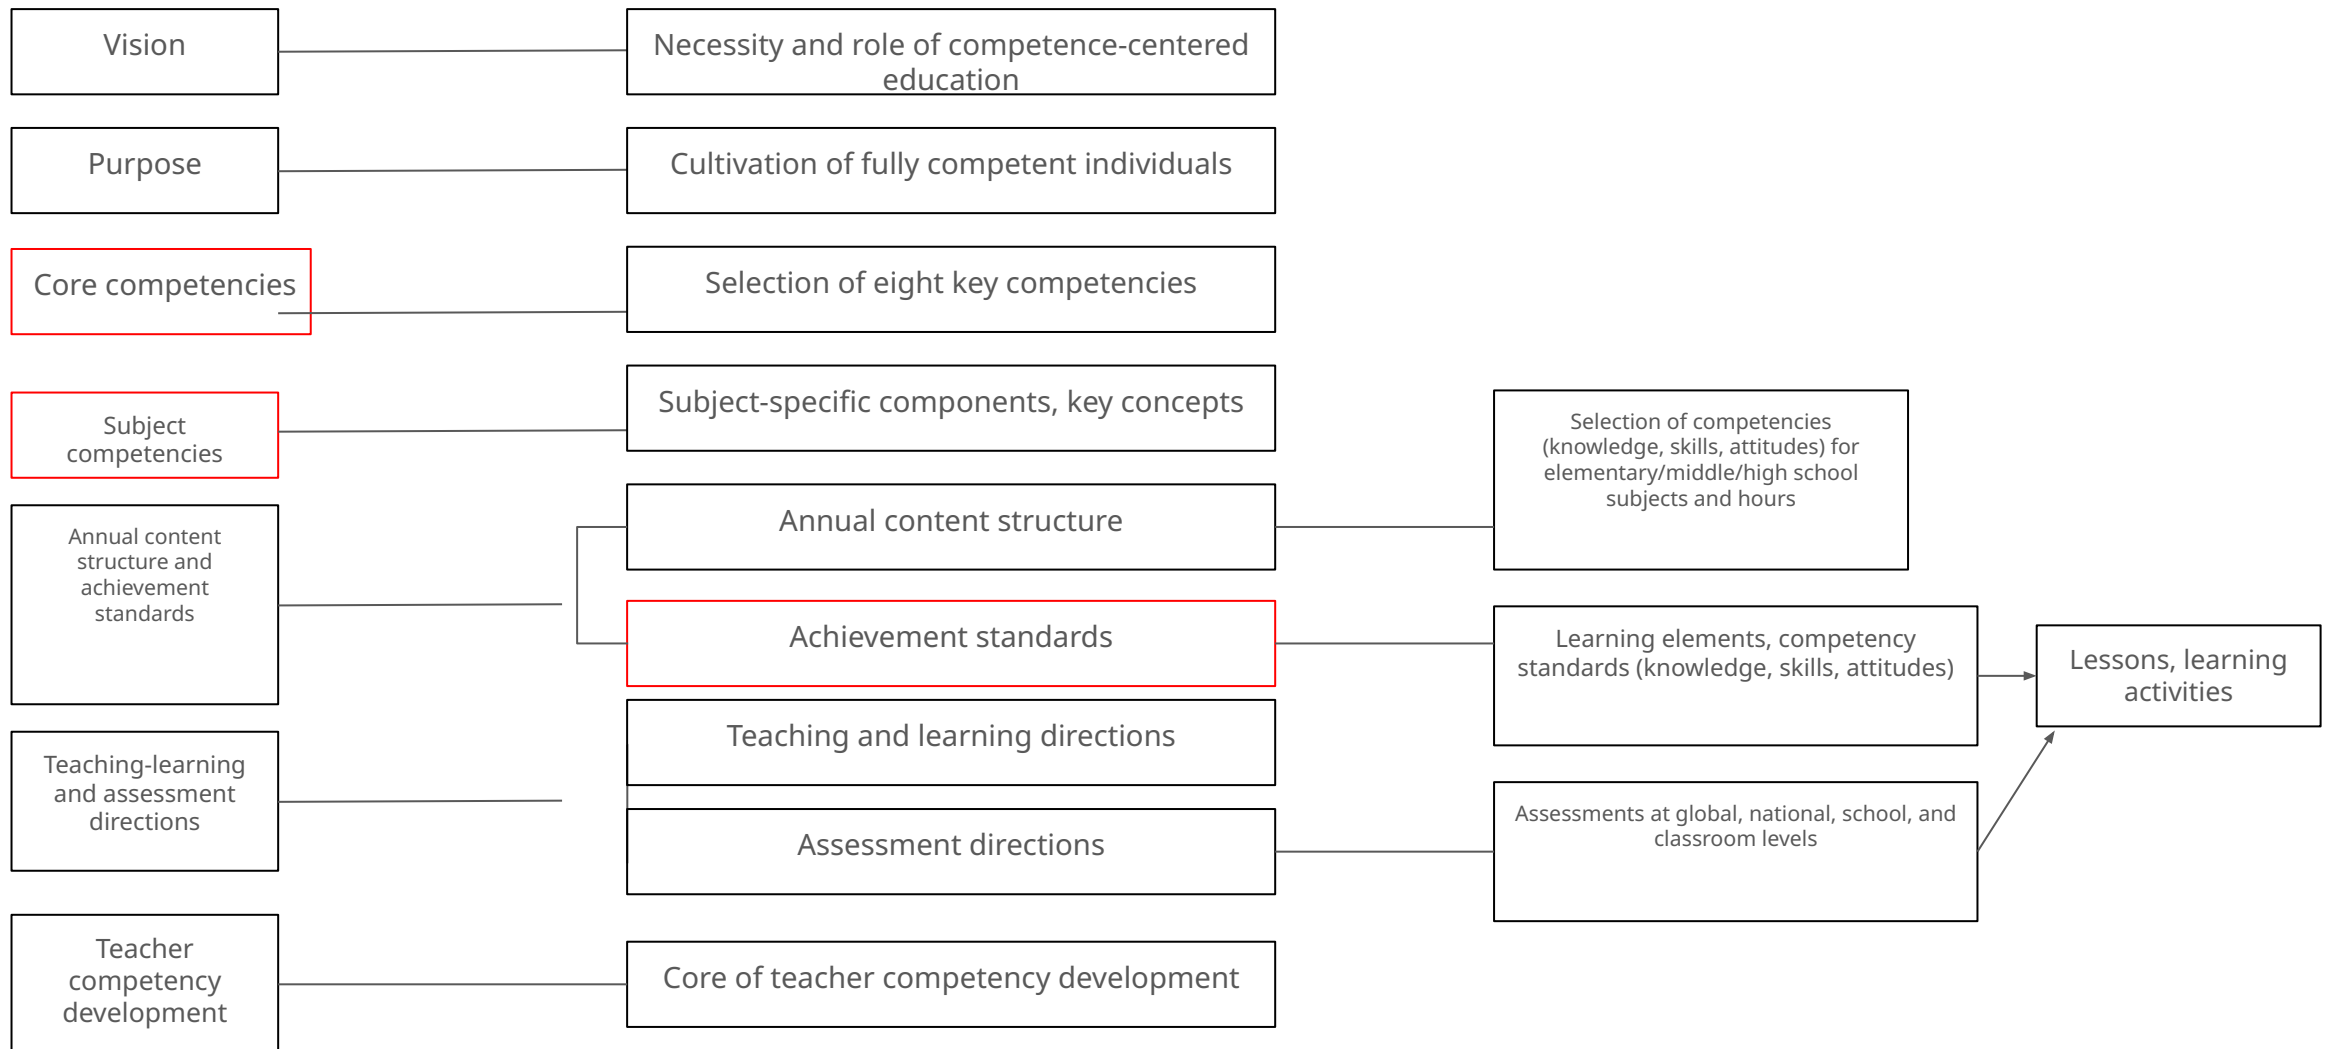 Vision
Necessity and role of competence-centered
education
Purpose
Cultivation of fully competent individuals
Core competencies
Selection of eight key competencies
Subject
competencies
Subject-specific components, key concepts
Selection of competencies
(knowledge, skills, attitudes) for
elementary/middle/high school
subjects and hours
Annual content
structure and
achievement
standards
Annual content structure
Achievement standards
Learning elements, competency
standards (knowledge, skills, attitudes)
Lessons, learning
activities
Teaching-learning
and assessment
directions
Teaching and learning directions
Assessment directions
Assessments at global, national, school, and
classroom levels
Teacher
competency
development
Core of teacher competency development